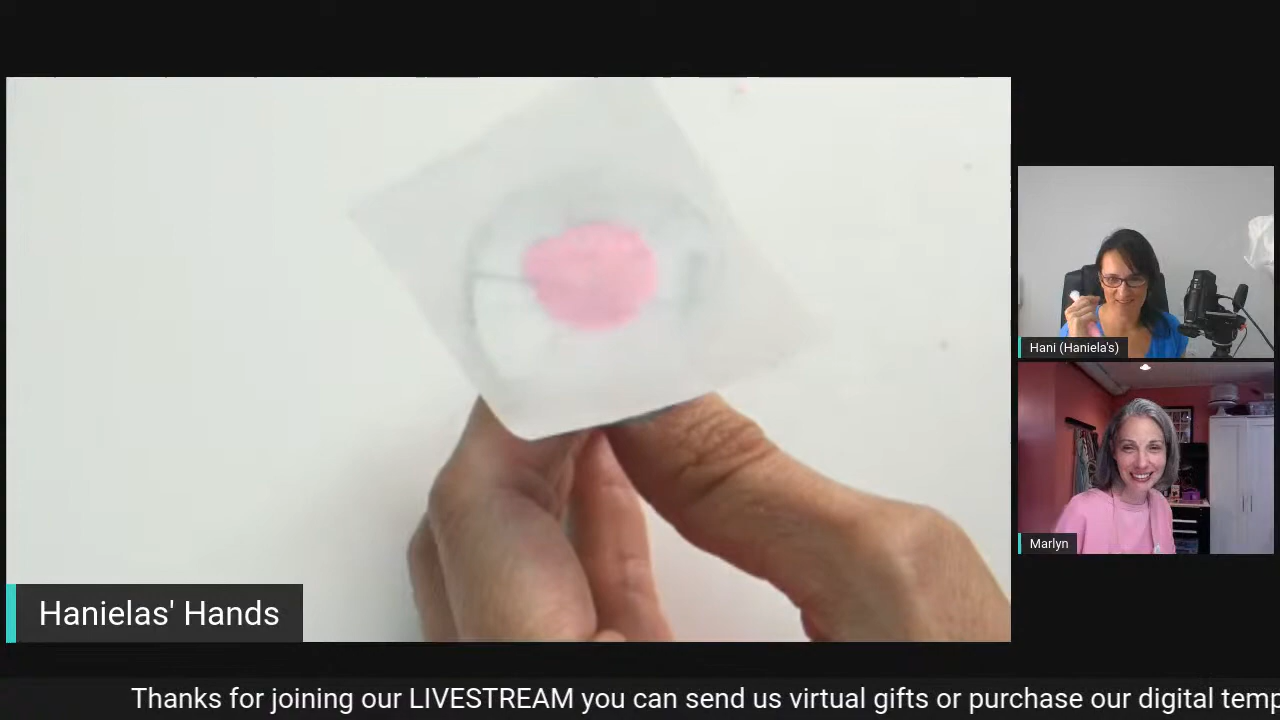 Hani (Haniela's)
Marlyn
Hanielas' Hands
Thanks for joining our LIVESTREAM you can send us virtual gifts or purchase our digital temp